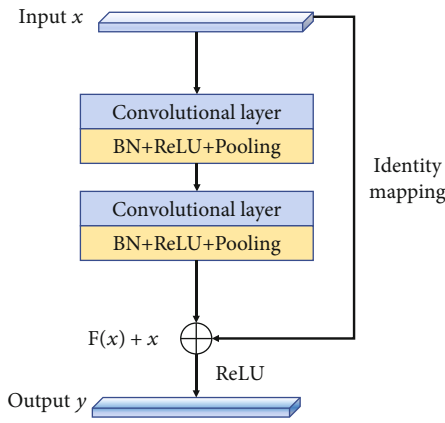 Input x
Convolutional layer
BN+ReLU+Pooling
Convolutional layer
BN+ReLU+Pooling
Identity
mapping
F(x) + x
ReLU
Output y